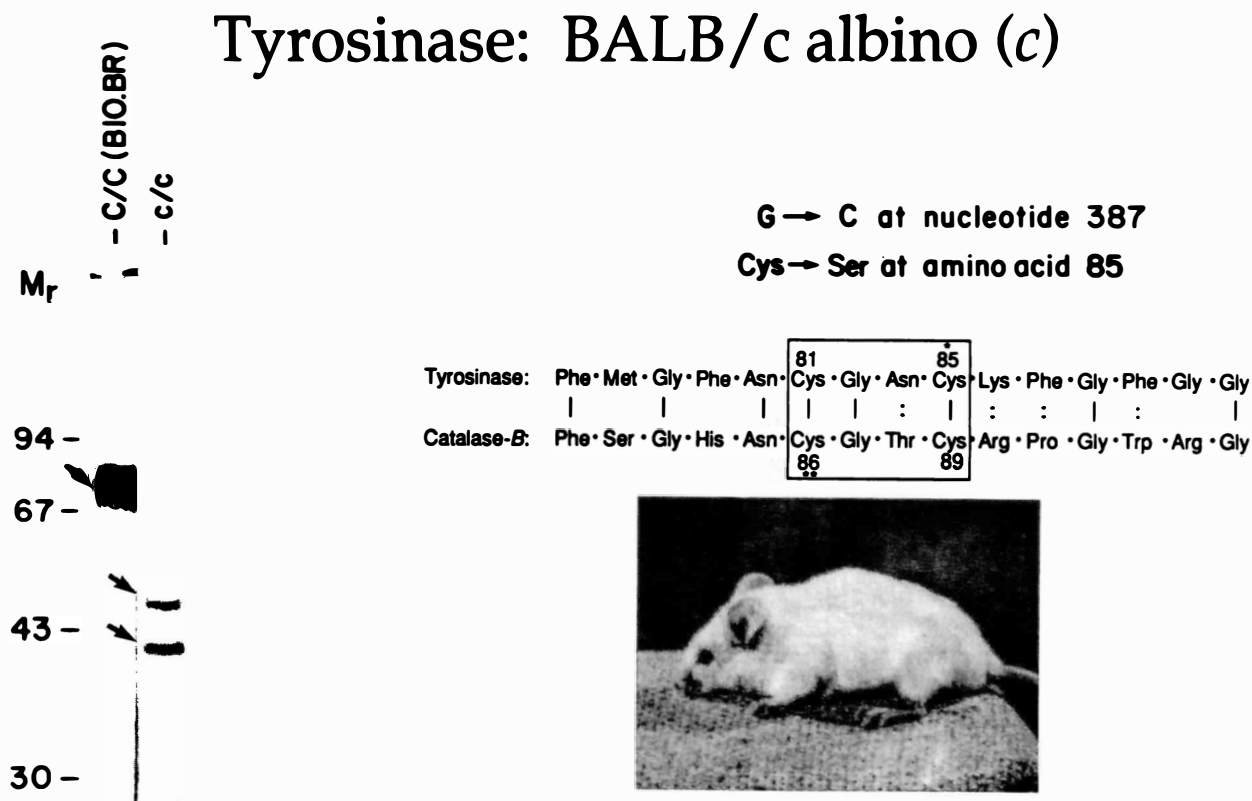 Tyrosinase: BALB/c albino (c)
- C/C (B10.BR)
- c/c
Mr
94 -
67 -
43 -
30 -
G → C at nucleotide 387
Cys → Ser at amino acid 85
81 85 *
Tyrosinase: Phe · Met · Gly · Phe · Asn · Cys · Gly · Asn · Cys · Lys · Phe · Gly · Phe · Gly · Gly
| | | | | : | : : | : |
Catalase-B: Phe · Ser · Gly · His · Asn · Cys · Gly · Thr · Cys · Arg · Pro · Gly · Trp · Arg · Gly
86 ** 89